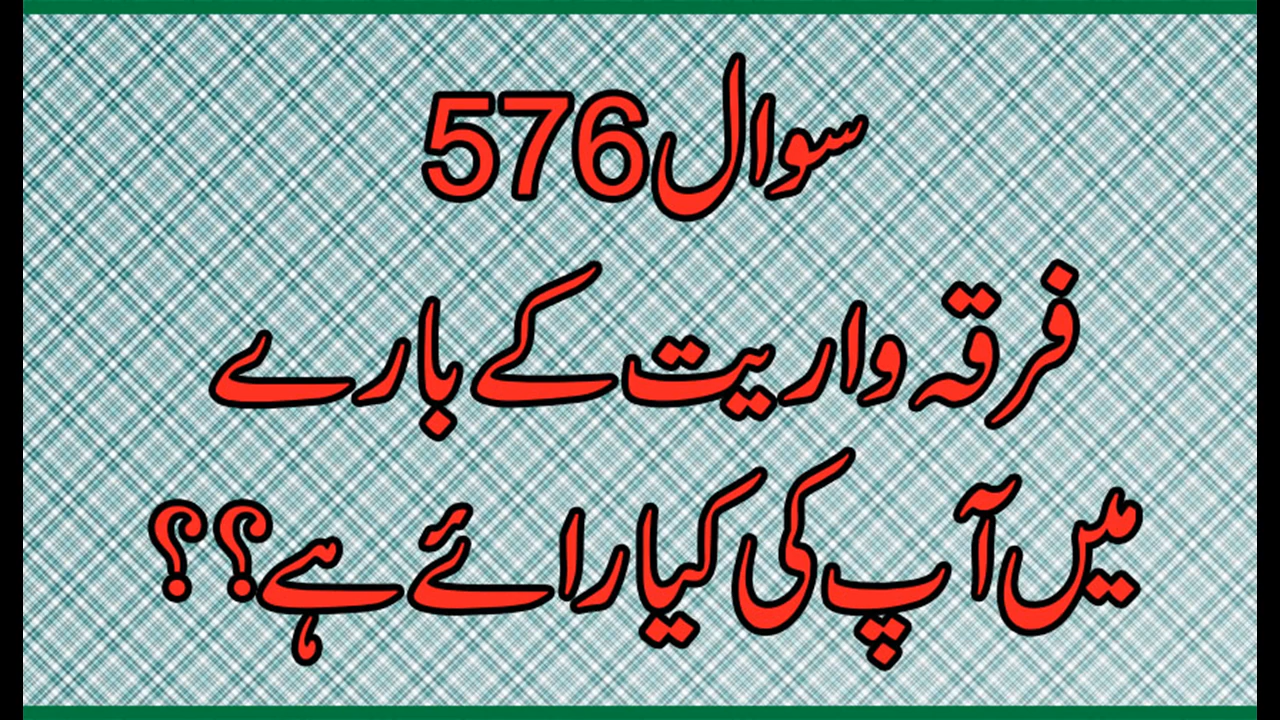 سوال576
فرقہ واریت کے بارے
میں آپ کی کیا رائے ہے؟؟